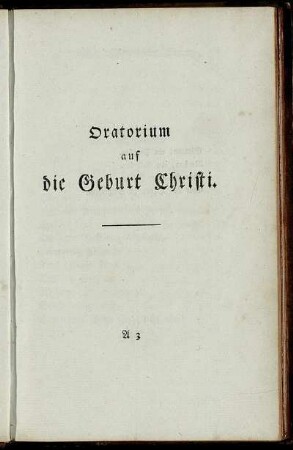 Oratorium
auf
die Geburt Christi.
A 3